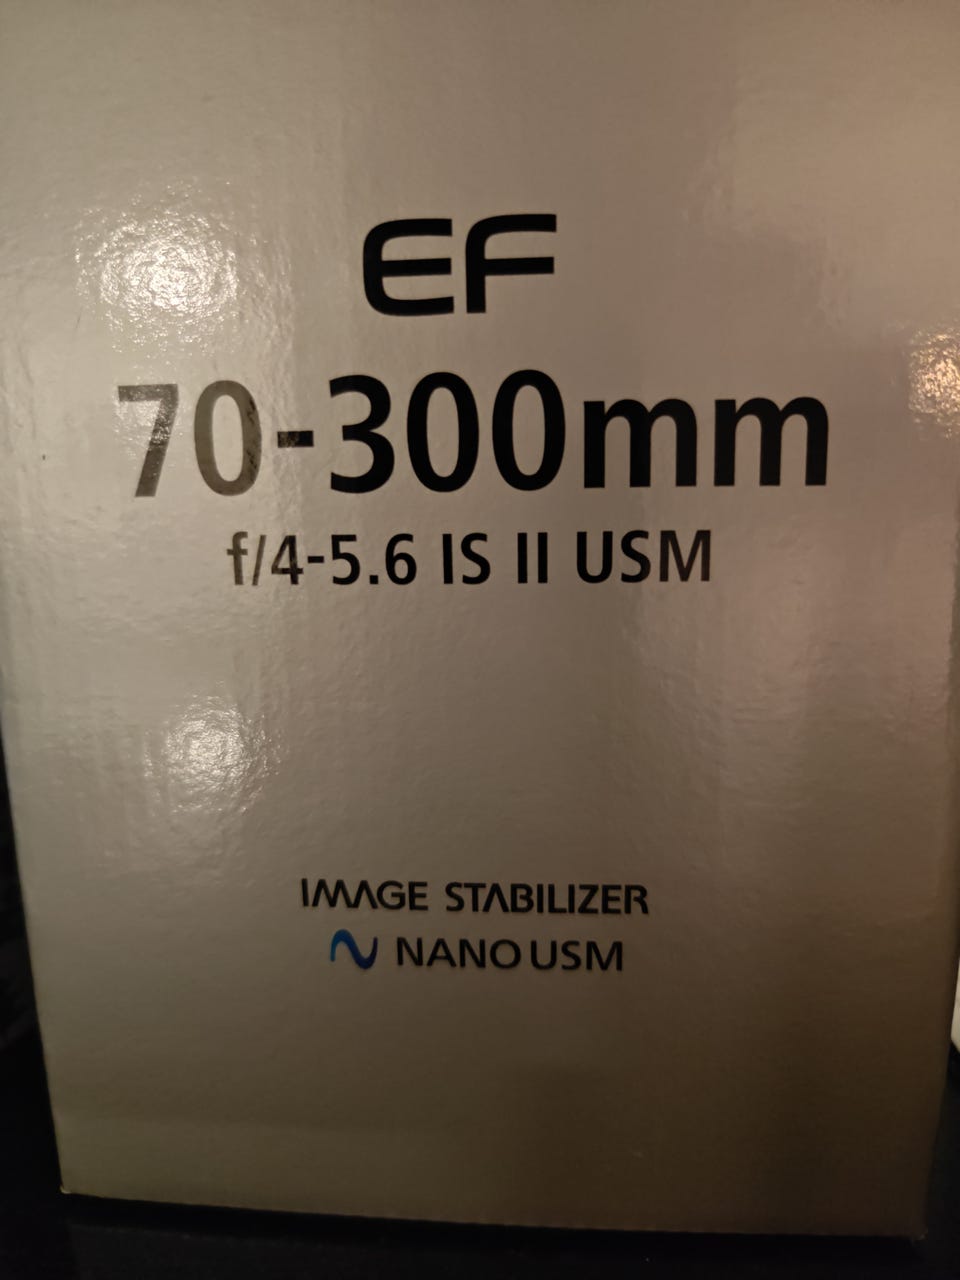 EF
70-300mm
f/4-5.6 IS II USM
IMAGE STABILIZER
NANO USM